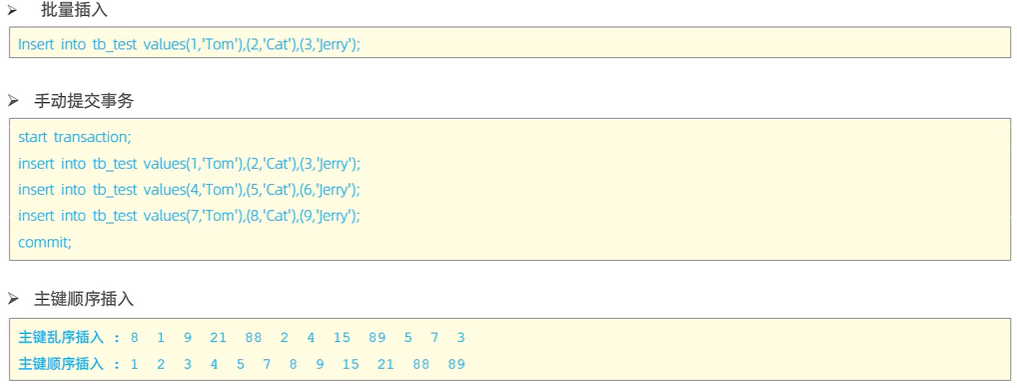 ➢ 批量插入
Insert into tb_test values(1,'Tom'),(2,'Cat'),(3,'Jerry');
➢ 手动提交事务
start transaction;
insert into tb_test values(1,'Tom'),(2,'Cat'),(3,'Jerry');
insert into tb_test values(4,'Tom'),(5,'Cat'),(6,'Jerry');
insert into tb_test values(7,'Tom'),(8,'Cat'),(9,'Jerry');
commit;
➢ 主键顺序插入
主键乱序插入 : 8 1 9 21 88 2 4 15 89 5 7 3
主键顺序插入 : 1 2 3 4 5 7 8 9 15 21 88 89